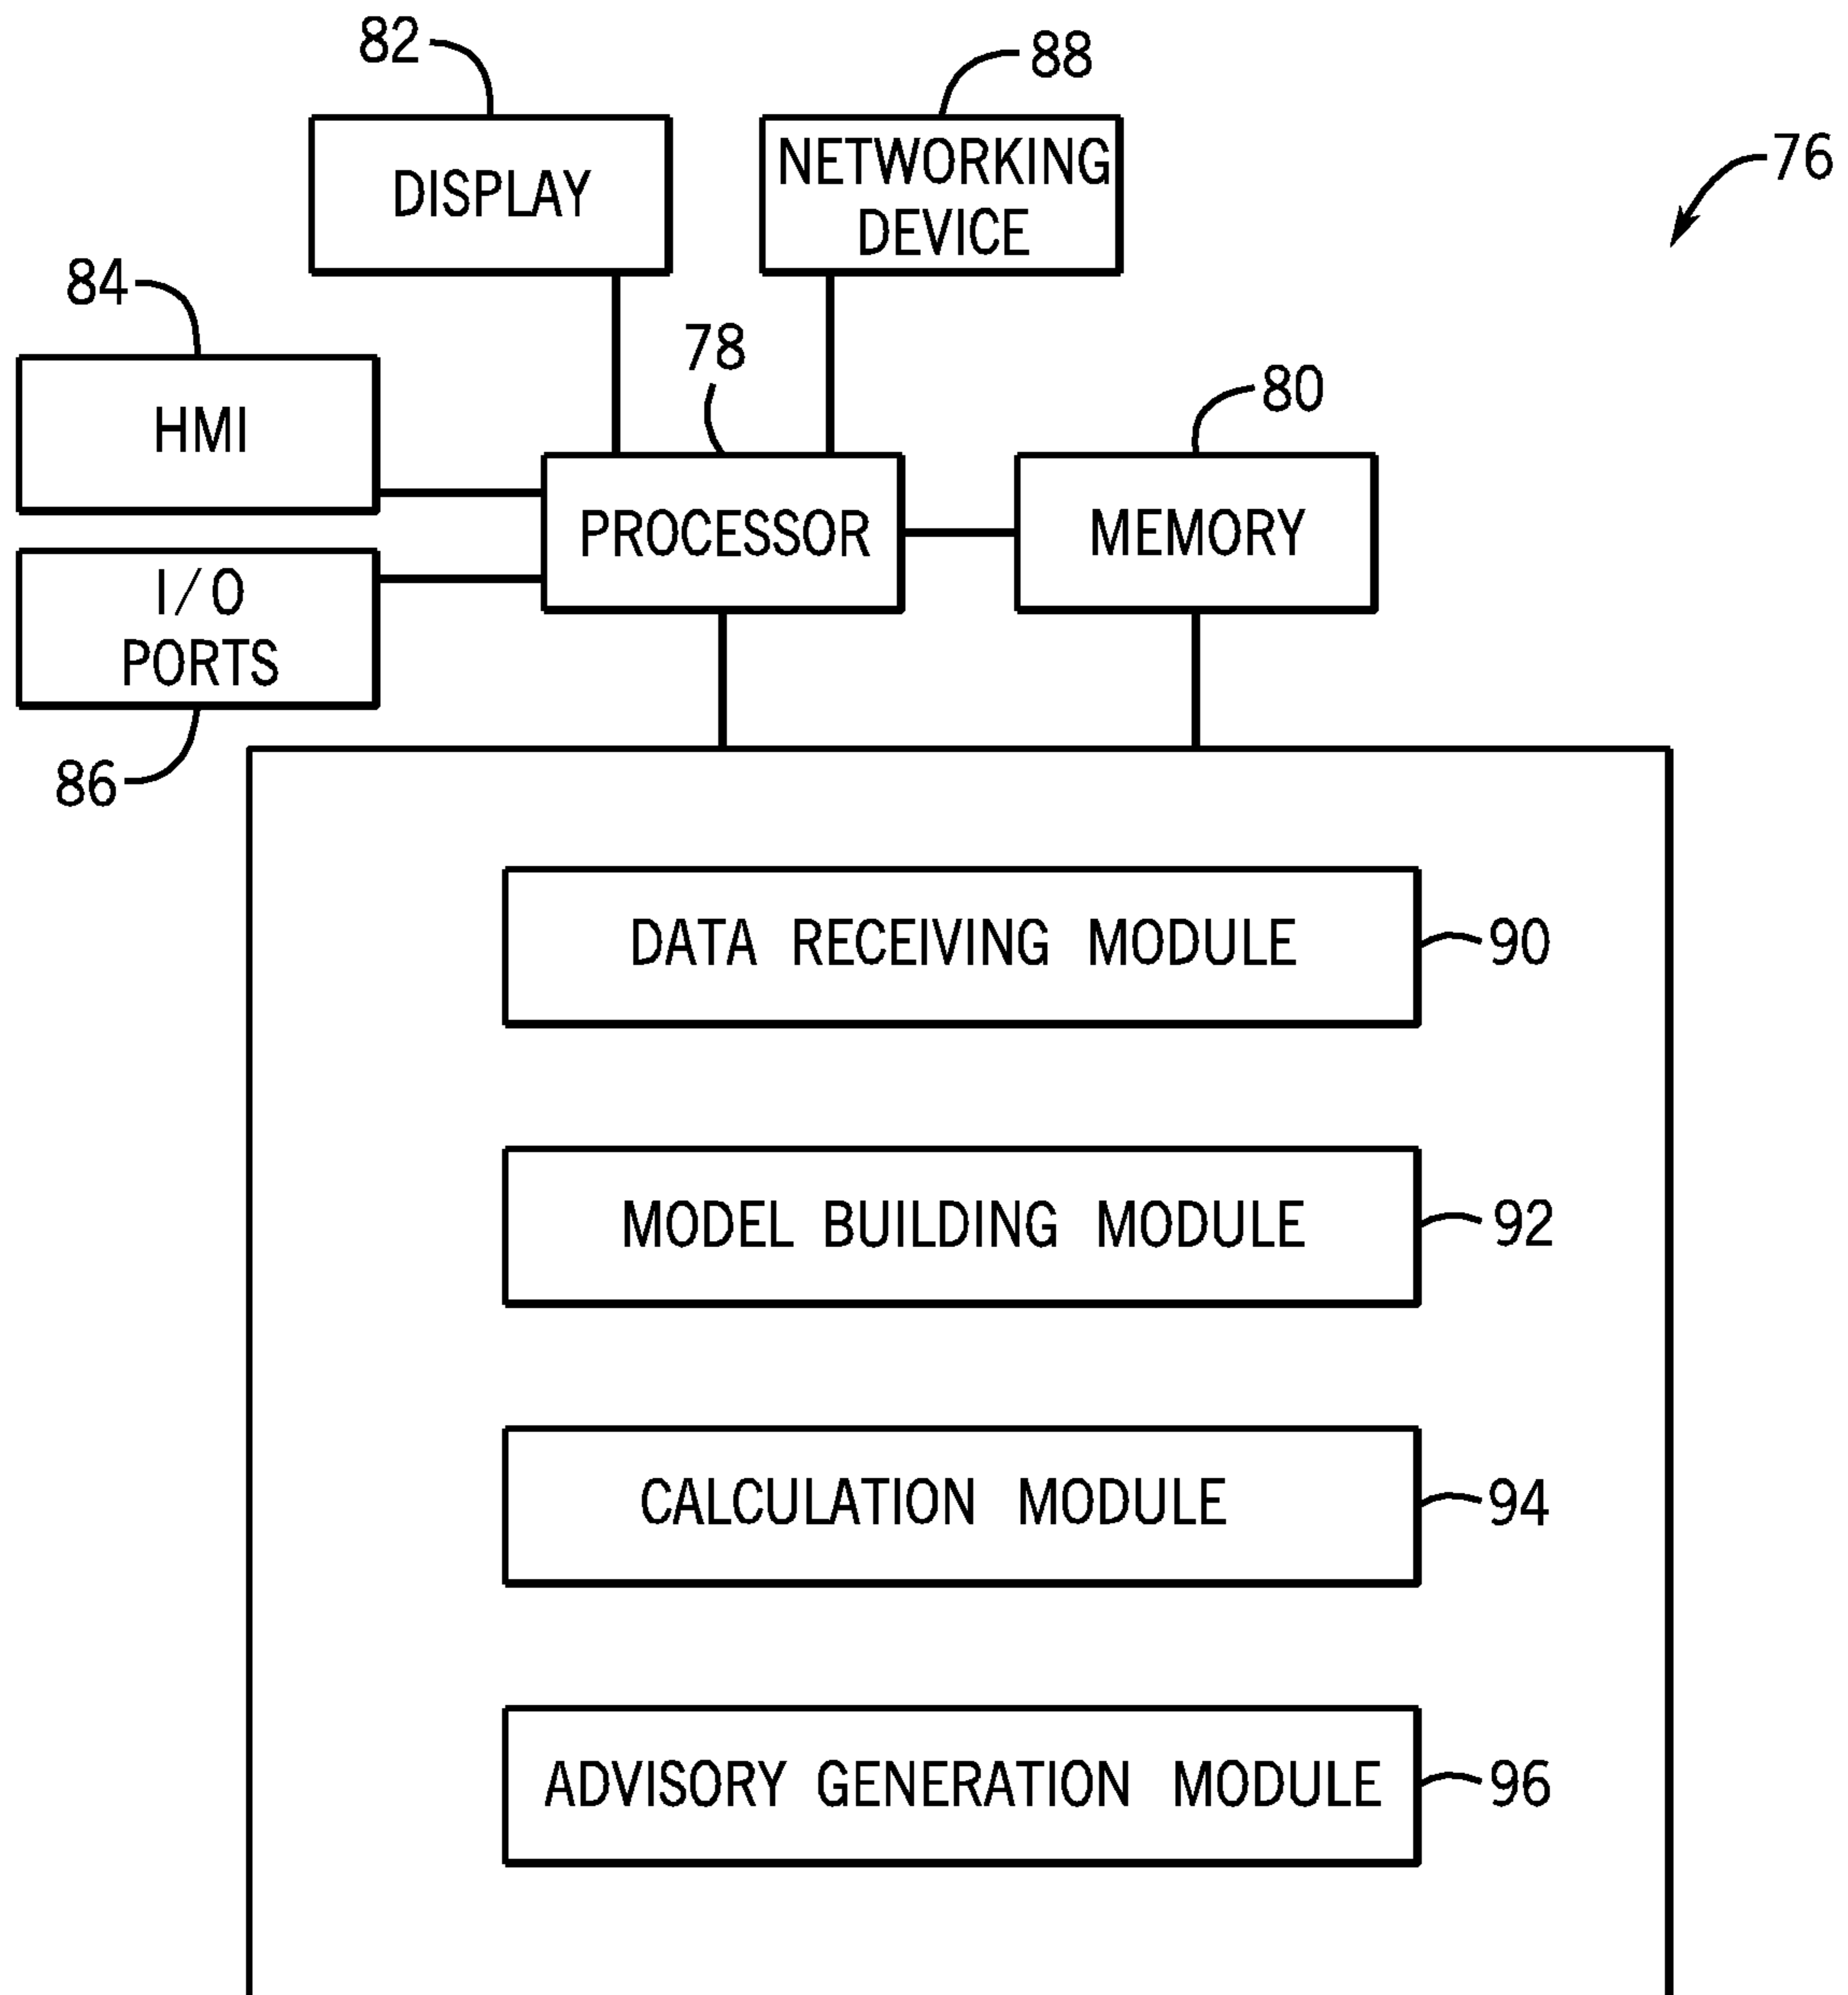 82
88
76
DISPLAY
NETWORKING
DEVICE
84
78
80
HMI
PROCESSOR
MEMORY
I/O
PORTS
86
DATA RECEIVING MODULE
90
MODEL BUILDING MODULE
92
CALCULATION MODULE
94
ADVISORY GENERATION MODULE
96